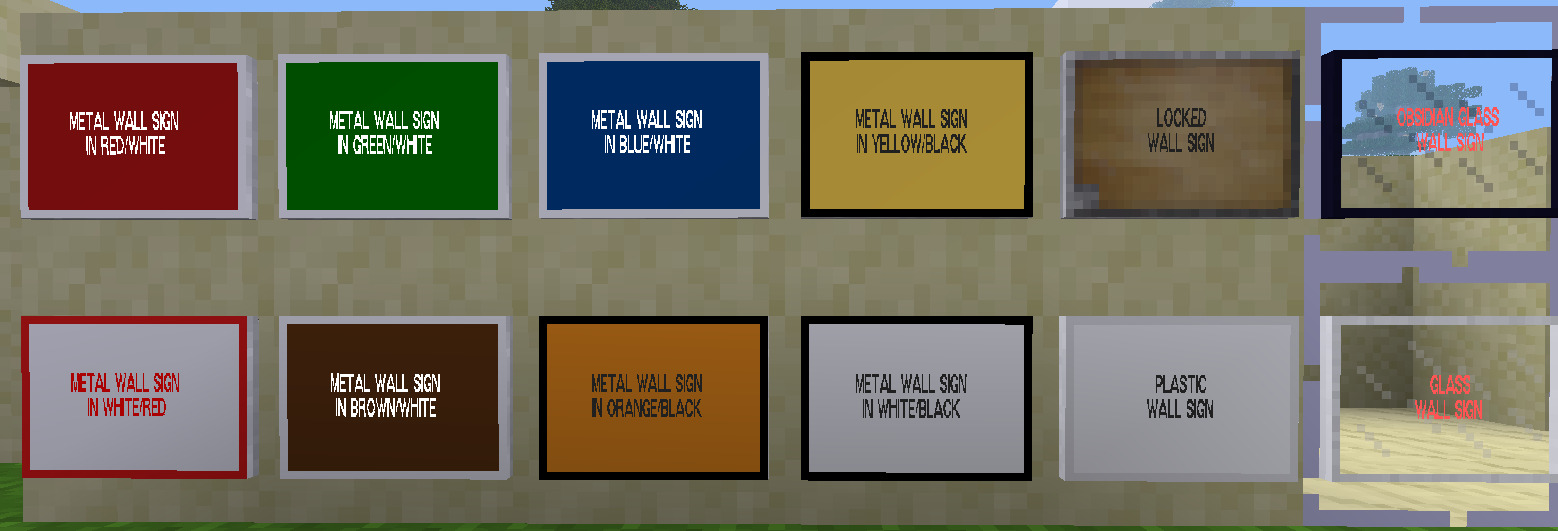 METAL WALL SIGN
IN RED/WHITE
METAL WALL SIGN
IN GREEN/WHITE
METAL WALL SIGN
IN BLUE/WHITE
METAL WALL SIGN
IN YELLOW/BLACK
LOCKED
WALL SIGN
OBSIDIAN GLASS
WALL SIGN
METAL WALL SIGN
IN WHITE/RED
METAL WALL SIGN
IN BROWN/WHITE
METAL WALL SIGN
IN ORANGE/BLACK
METAL WALL SIGN
IN WHITE/BLACK
PLASTIC
WALL SIGN
GLASS
WALL SIGN